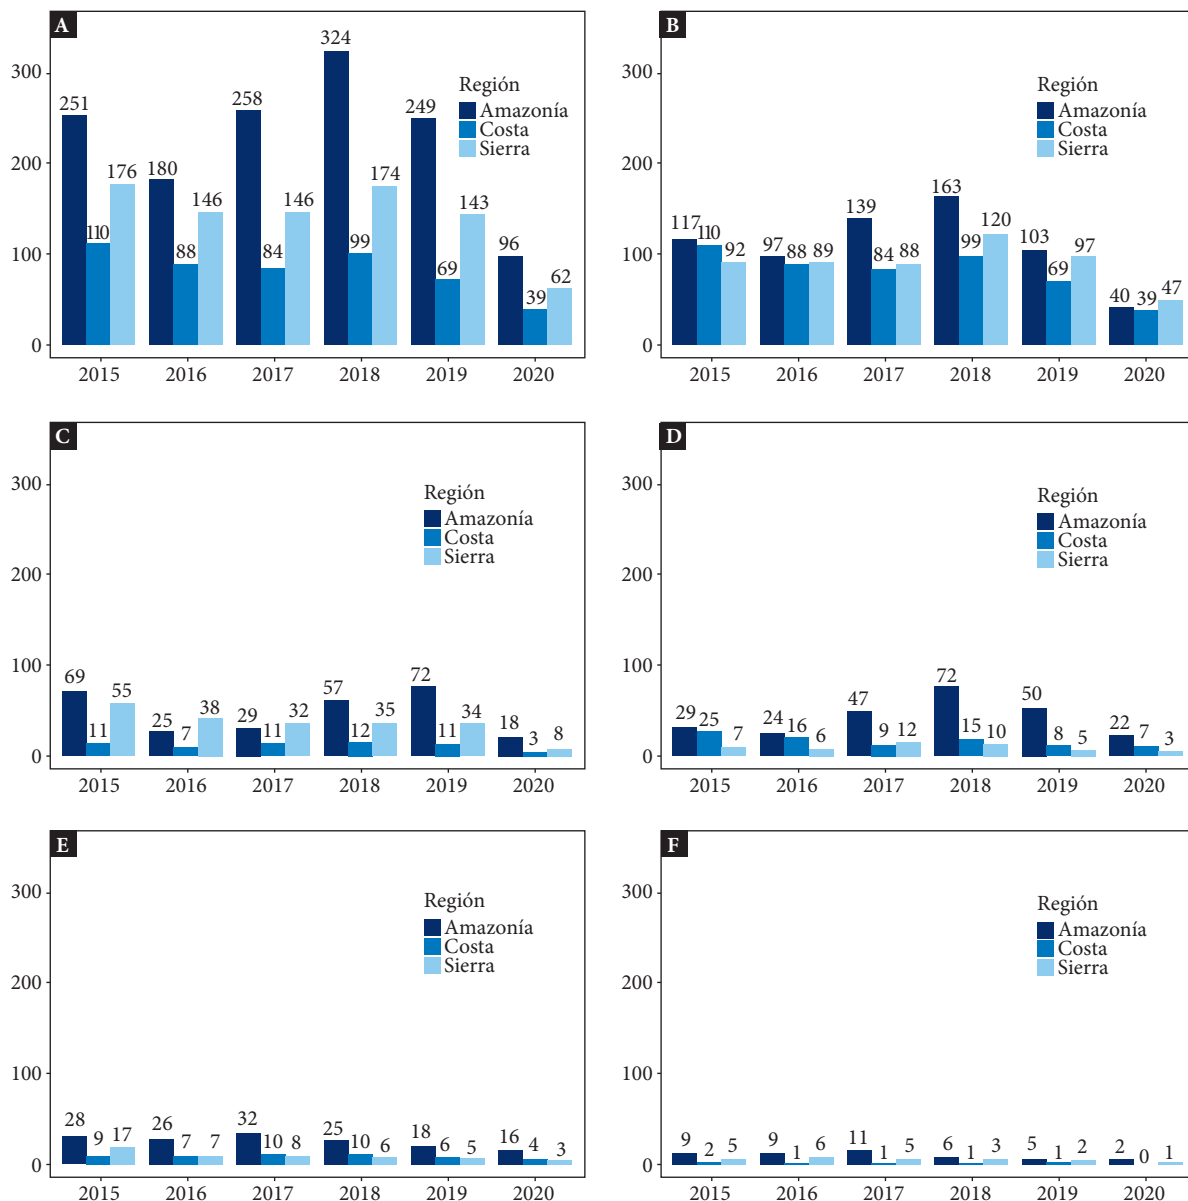 A
324
300
251
258
249
Región
Amazonía
Costa
Sierra
200
180
176
174
146
146
143
110
100
88
84
99
69
96
39
62
0
2015 2016 2017 2018 2019 2020
B
300
Región
Amazonía
Costa
Sierra
200
163
139
117 110 92
97 88 89
84 88
99
120
103
69
97
100
40 39 47
0
2015 2016 2017 2018 2019 2020
C
300
Región
Amazonía
Costa
Sierra
200
100
69 11 55
25 7 38
29 11 32
57 12 35
72 11 34
18 3 8
0
2015 2016 2017 2018 2019 2020
D
300
Región
Amazonía
Costa
Sierra
200
100
29 25 7
24 16 6
47 9 12
72 15 10
50 8 5
22 7 3
0
2015 2016 2017 2018 2019 2020
E
300
Región
Amazonía
Costa
Sierra
200
100
28 9 17
26 7 7
32 10 8
25 10 6
18 6 5
16 4 3
0
2015 2016 2017 2018 2019 2020
F
300
Región
Amazonía
Costa
Sierra
200
100
9 2 5
9 1 6
11 1 5
6 1 3
5 1 2
2 0 1
0
2015 2016 2017 2018 2019 2020